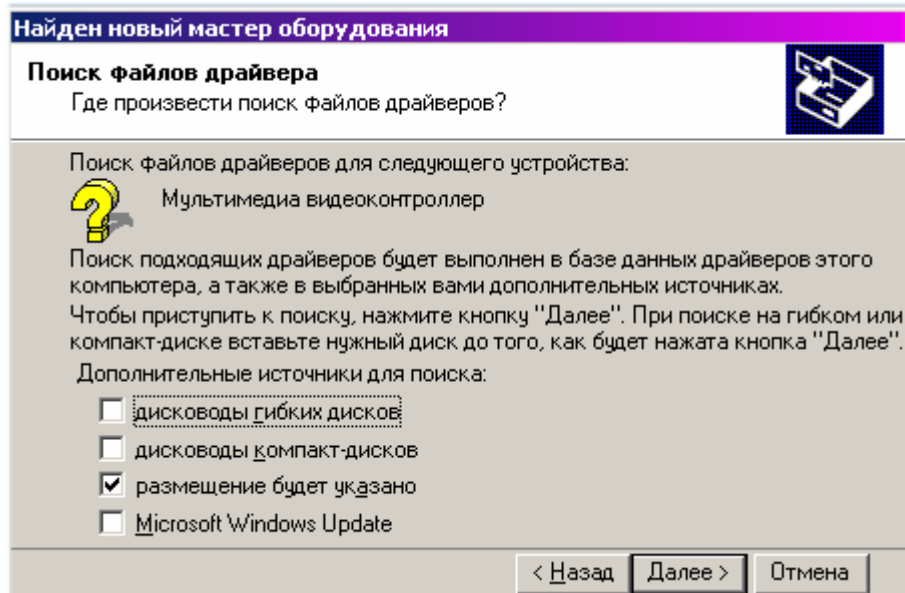 Найден новый мастер оборудования
Поиск файлов драйвера
Где произвести поиск файлов драйверов?
Поиск файлов драйверов для следующего устройства:
Мультимедиа видеоконтроллер
Поиск подходящих драйверов будет выполнен в базе данных драйверов этого
компьютера, а также в выбранных вами дополнительных источниках.
Чтобы приступить к поиску, нажмите кнопку "Далее". При поиске на гибком или
компакт-диске вставьте нужный диск до того, как будет нажата кнопка "Далее".
Дополнительные источники для поиска:
дисководы гибких дисков
дисководы компакт-дисков
размещение будет указано
Microsoft Windows Update
< Назад Далее > Отмена